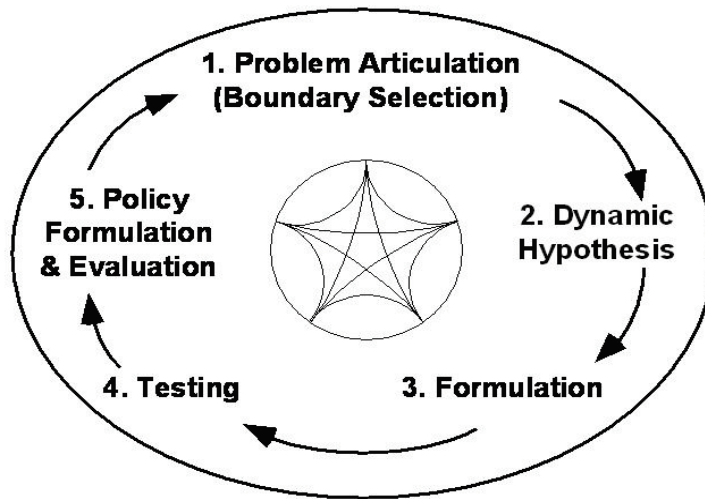 1. Problem Articulation
(Boundary Selection)
2. Dynamic
Hypothesis
3. Formulation
4. Testing
5. Policy
Formulation
& Evaluation